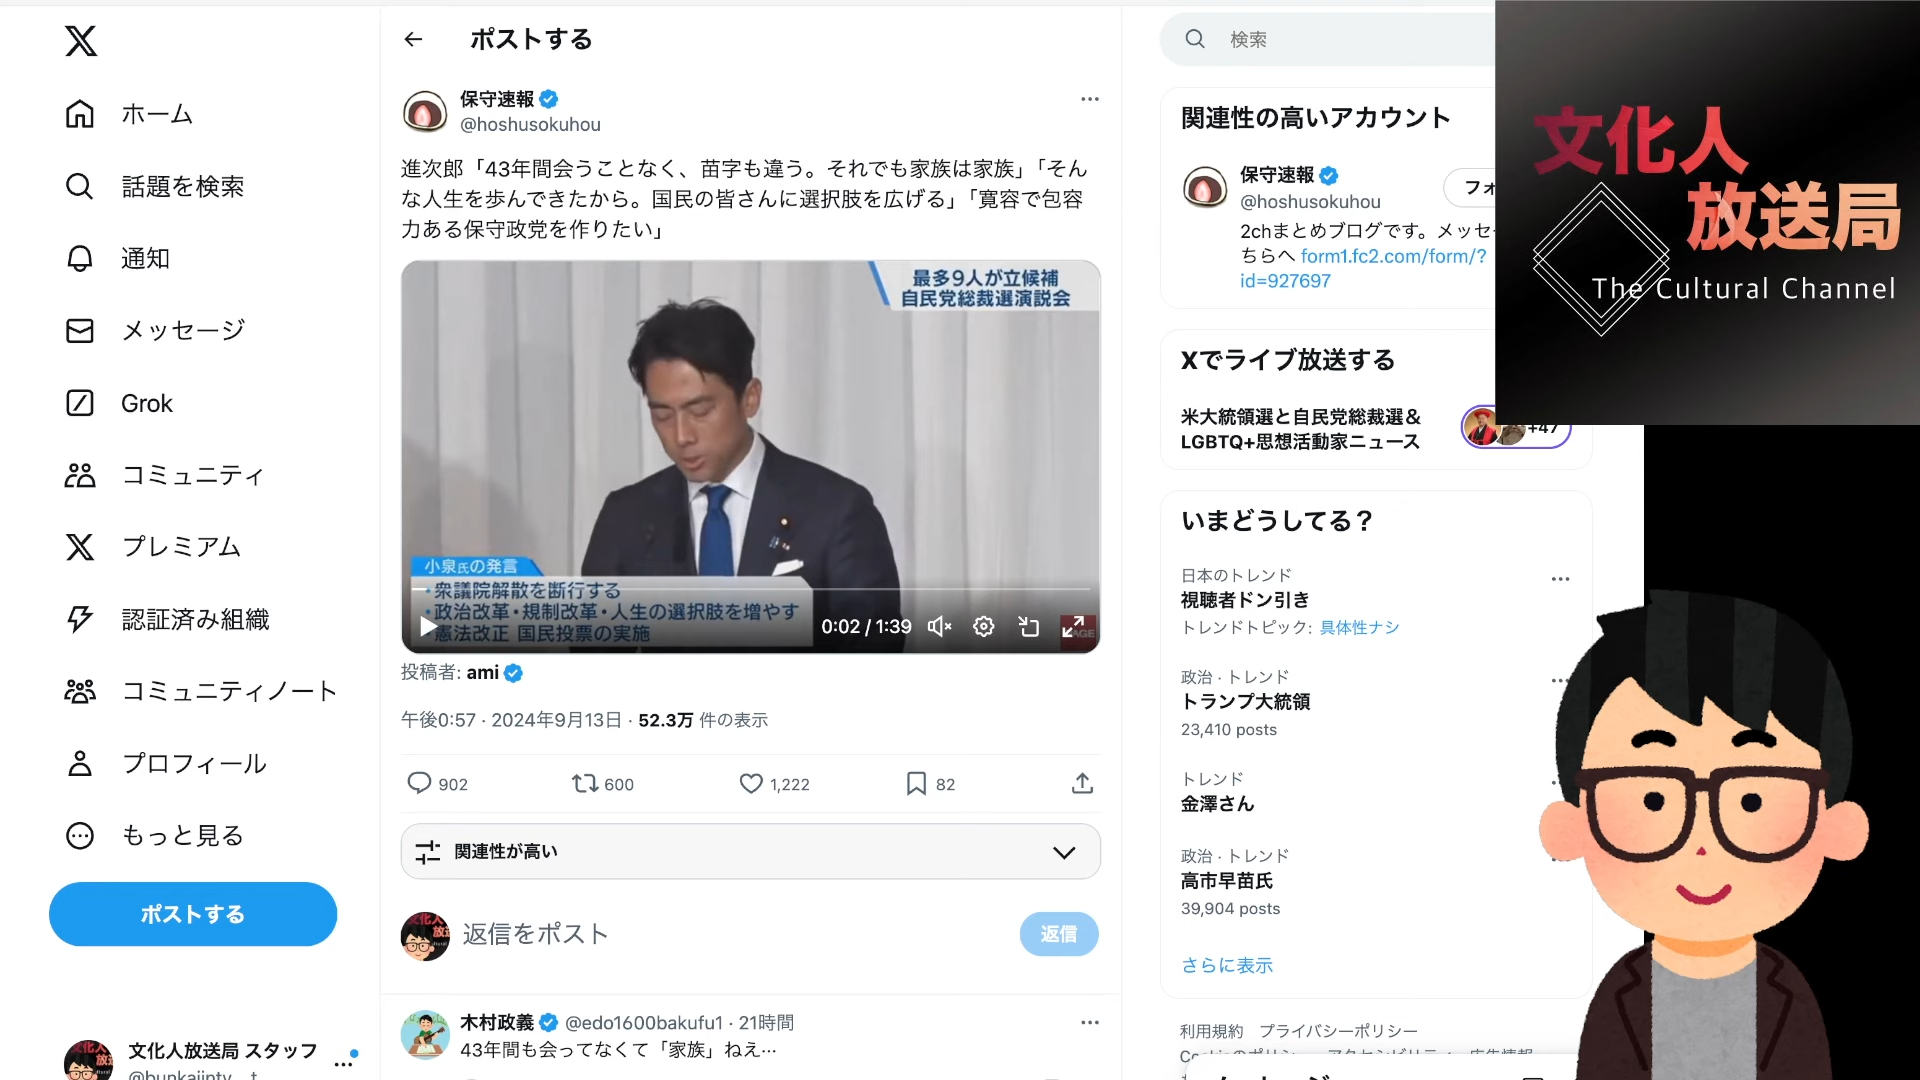 ホーム
話題を検索
通知
メッセージ
Grok
コミュニティ
プレミアム
認証済み組織
コミュニティノート
プロフィール
もっと見る
ポストする
文化人放送局 スタッフ
ポストする
保守速報
@hoshusokuhou
進次郎「43年間会うことなく、苗字も違う。それでも家族は家族」「そん
な人生を歩んできたから。国民の皆さんに選択肢を広げる」「寛容で包容
力ある保守政党を作りたい」
最多9人が立候補
自民党総裁選演説会
小泉氏の発言
・衆議院解散を断行する
・政治改革・規制改革・人生の選択肢を増やす
・憲法改正 国民投票の実施
0:02 / 1:39
投稿者: ami
午後0:57 · 2024年9月13日 · 52.3万 件の表示
902
600
1,222
82
関連性が高い
返信をポスト
返信
木村政義 @edo1600bakufu1 · 21時間
43年間も会ってなくて「家族」ねえ…
検索
関連性の高いアカウント
保守速報
フォ
@hoshusokuhou
2chまとめブログです。メッセー
ちらへ form1.fc2.com/form/?
id=927697
Xでライブ放送する
米大統領選と自民党総裁選＆
LGBTQ+思想活動家ニュース
+47
いまどうしてる？
日本のトレンド
視聴者ドン引き
トレンドトピック: 具体性ナシ
政治 · トレンド
トランプ大統領
23,410 posts
トレンド
金澤さん
政治 · トレンド
高市早苗氏
39,904 posts
さらに表示
利用規約 プライバシーポリシー
文化人
放送局
The Cultural Channel